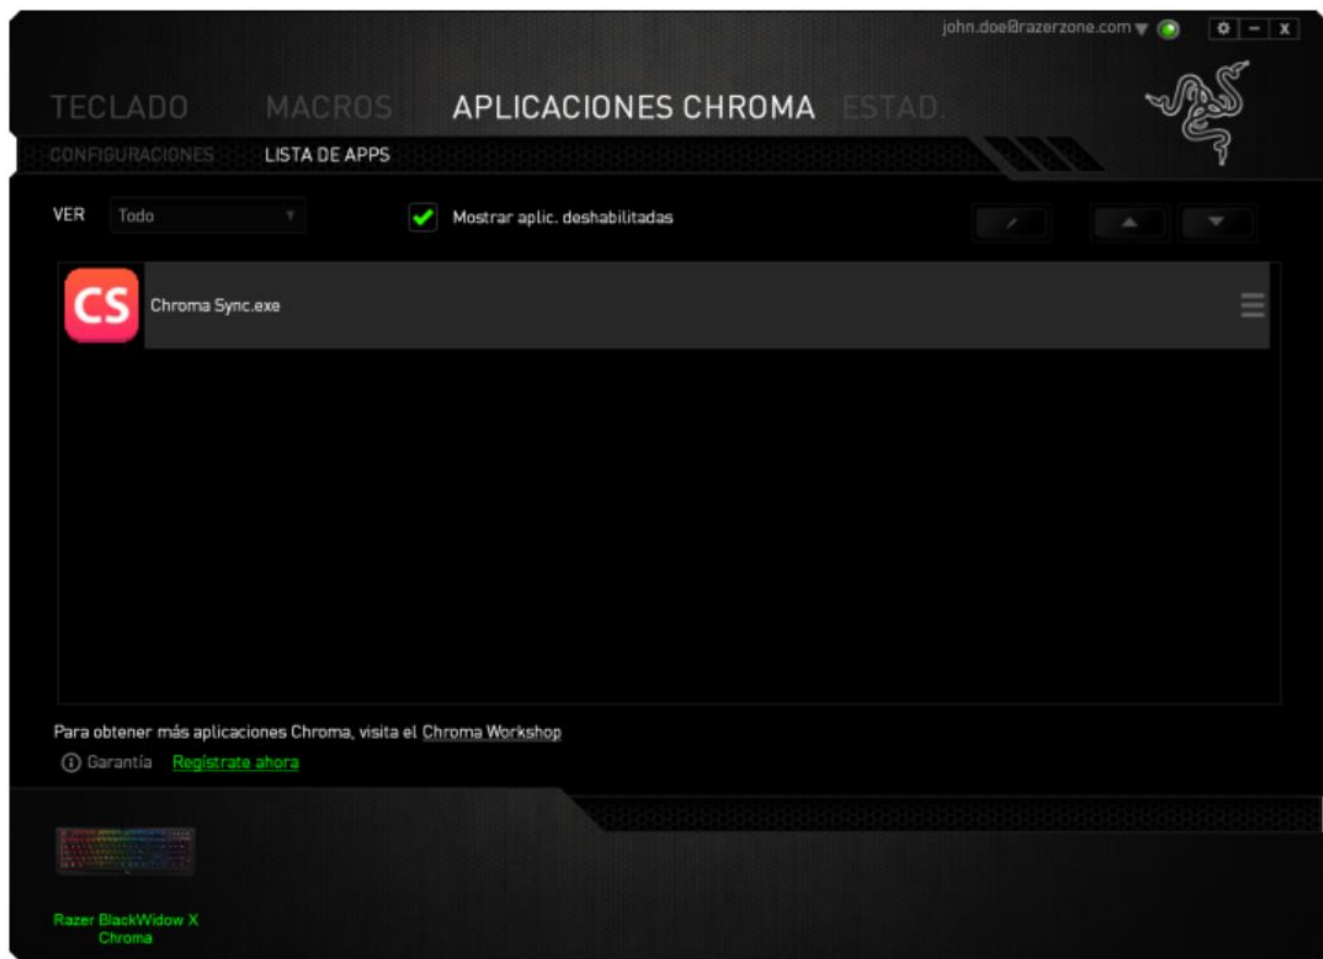 john.doe@razerzone.com
TECLADO MACROS APLICACIONES CHROMA ESTAD.
CONFIGURACIONES LISTA DE APPS
VER Todo Mostrar aplic. deshabilitadas
CS Chroma Sync.exe
Para obtener más aplicaciones Chroma, visita el Chroma Workshop
Garantía Regístrate ahora
Razer BlackWidow X
Chroma